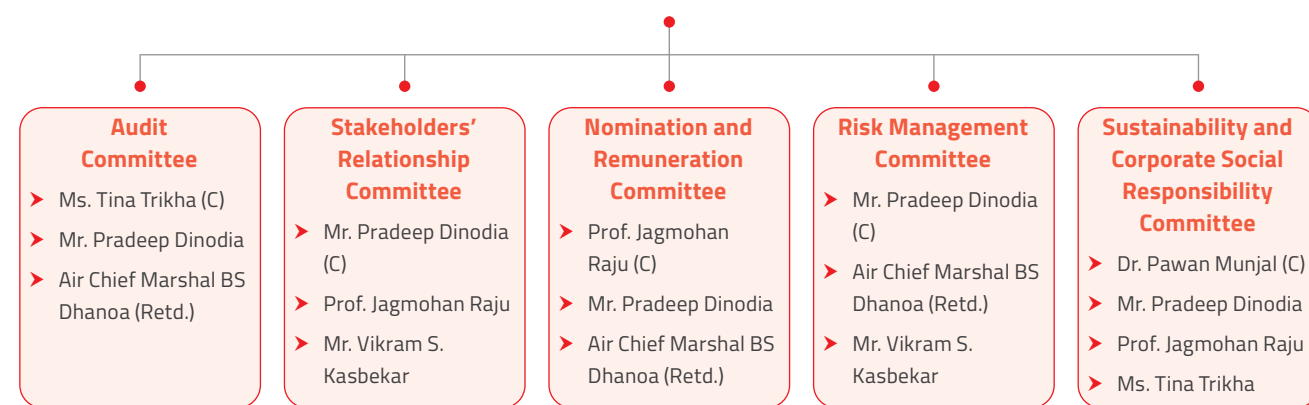 Audit
Committee
Ms. Tina Trikha (C)
Mr. Pradeep Dinodia
Air Chief Marshal BS
Dhanoa (Retd.)
Stakeholders’
Relationship
Committee
Mr. Pradeep Dinodia
(C)
Prof. Jagmohan Raju
Mr. Vikram S.
Kasbekar
Nomination and
Remuneration
Committee
Prof. Jagmohan
Raju (C)
Mr. Pradeep Dinodia
Air Chief Marshal BS
Dhanoa (Retd.)
Risk Management
Committee
Mr. Pradeep Dinodia
(C)
Air Chief Marshal BS
Dhanoa (Retd.)
Mr. Vikram S.
Kasbekar
Sustainability and
Corporate Social
Responsibility
Committee
Dr. Pawan Munjal (C)
Mr. Pradeep Dinodia
Prof. Jagmohan Raju
Ms. Tina Trikha